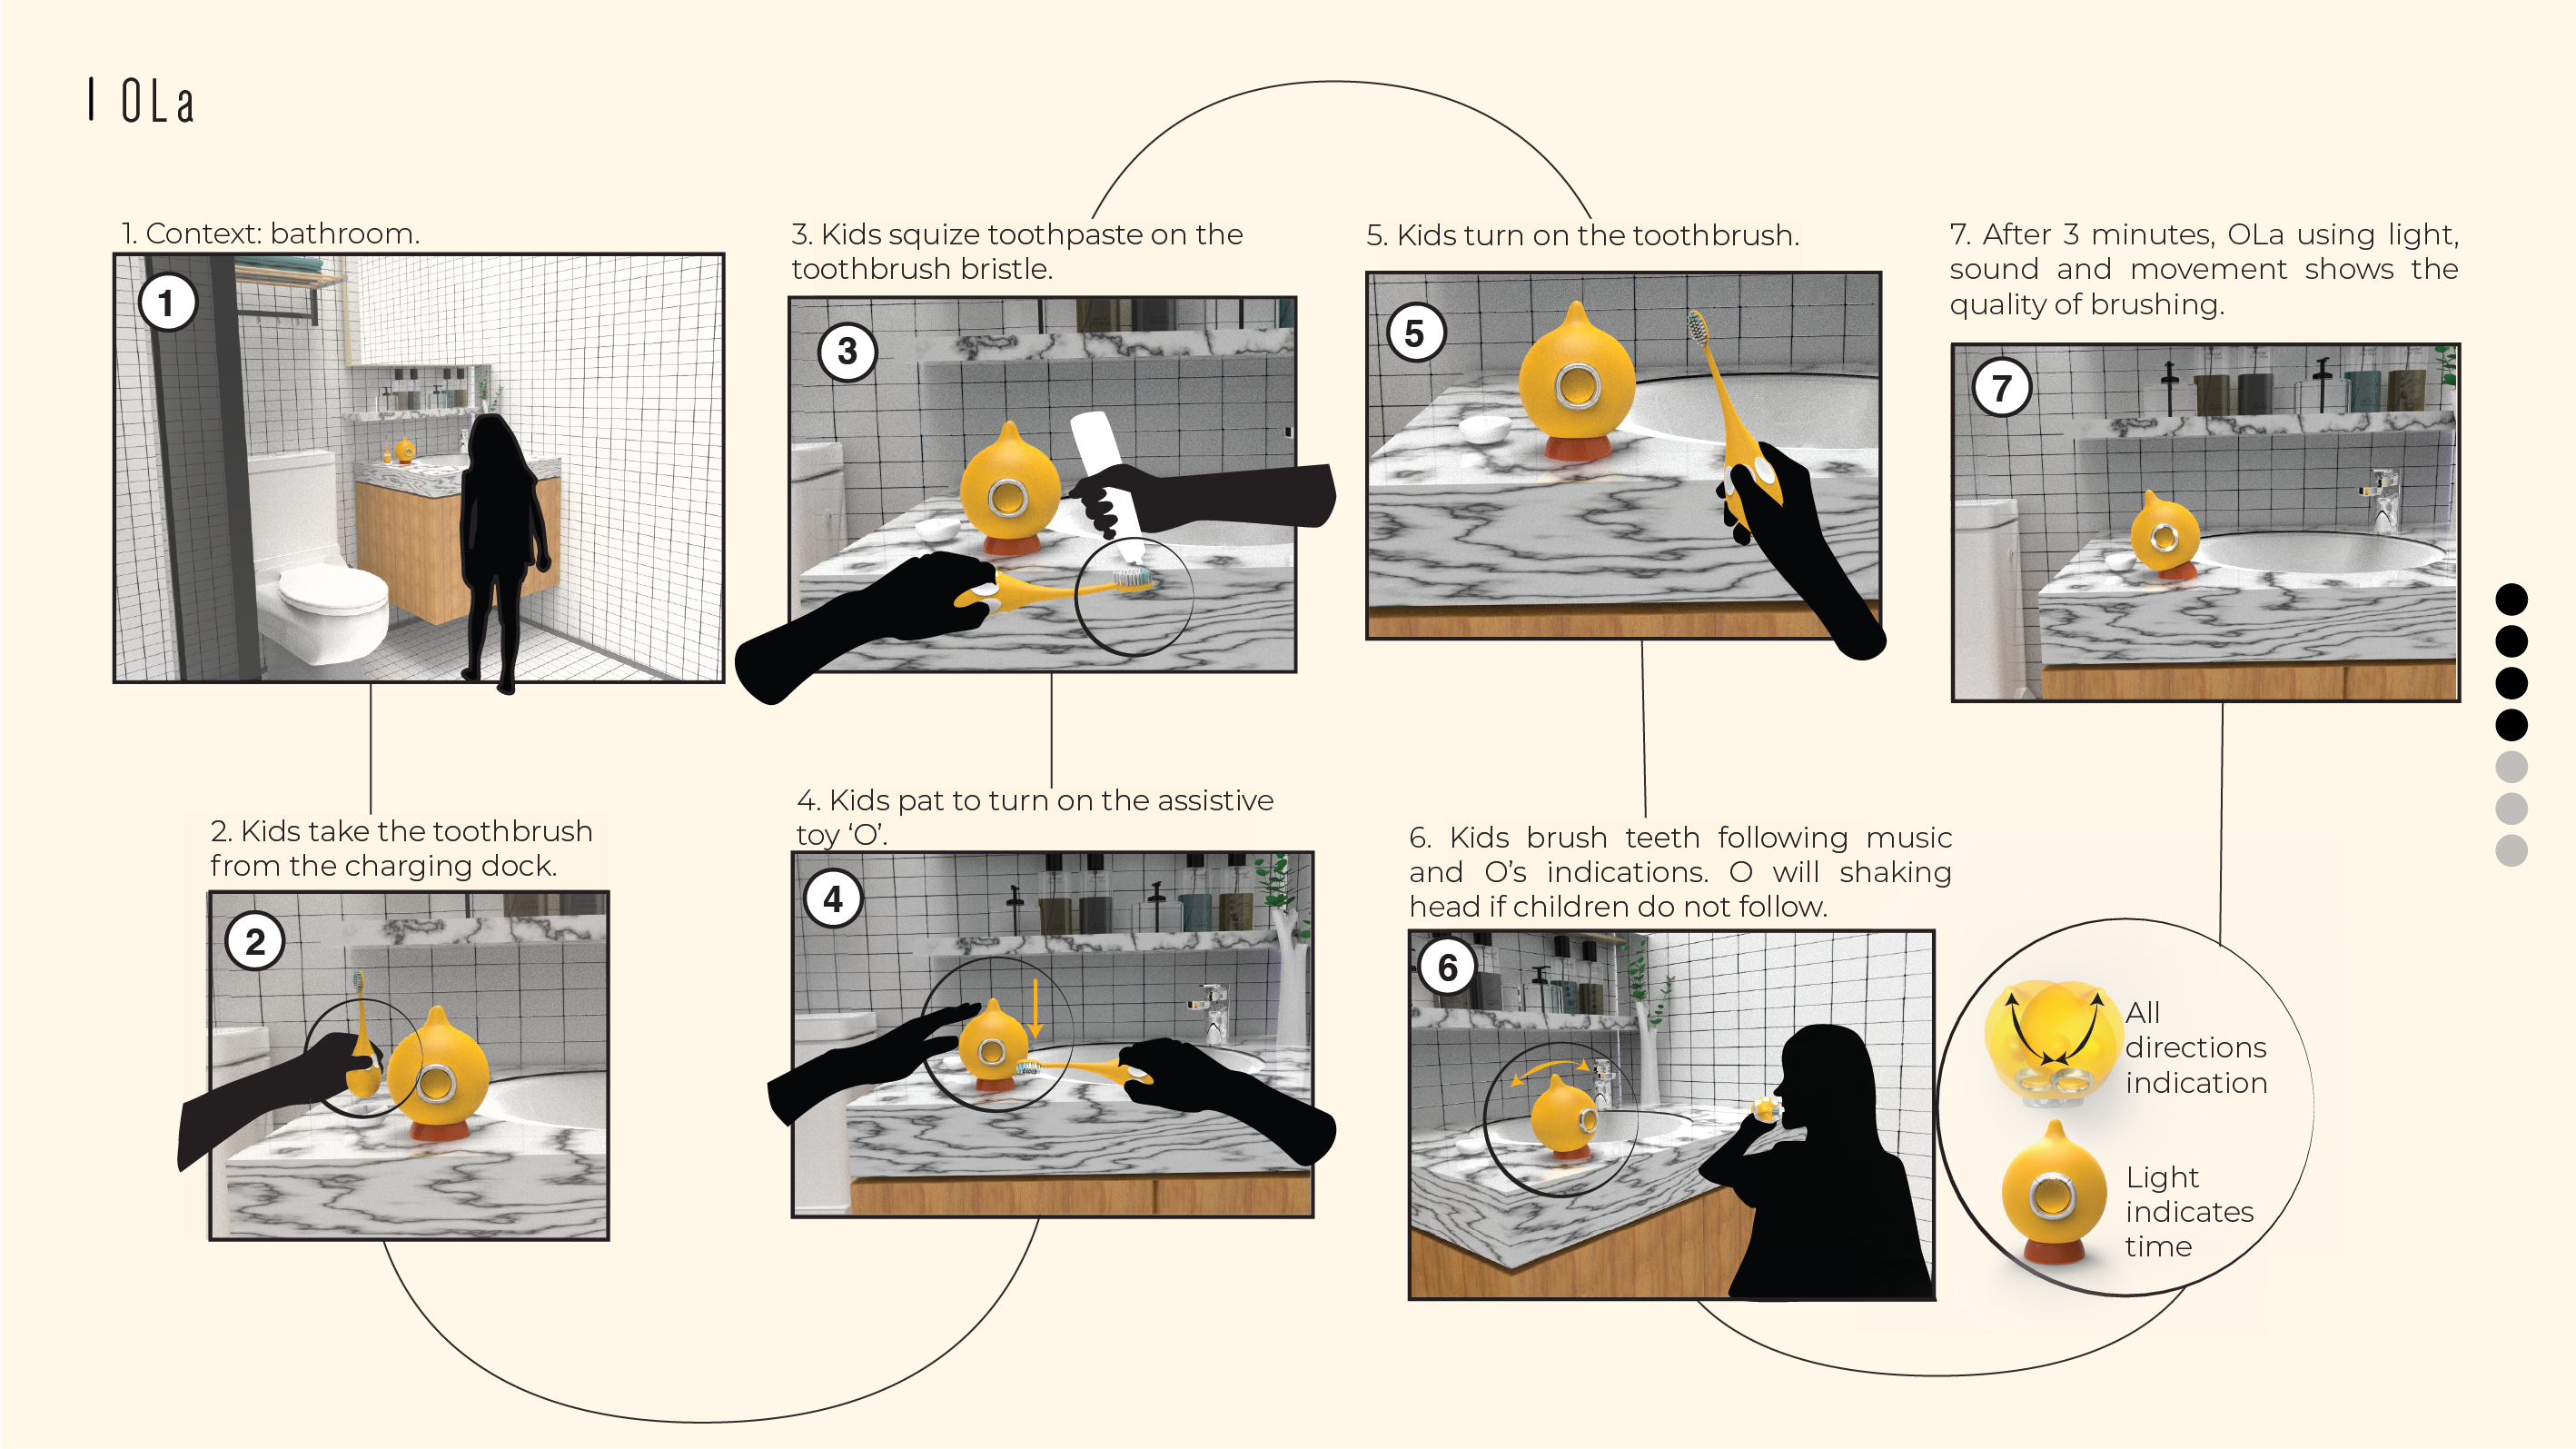 OLa
1. Context: bathroom.
1
2. Kids take the toothbrush
from the charging dock.
2
3. Kids squize toothpaste on the
toothbrush bristle.
3
4. Kids pat to turn on the assistive
toy ‘O’.
4
5. Kids turn on the toothbrush.
5
6. Kids brush teeth following music
and O’s indications. O will shaking
head if children do not follow.
6
All
directions
indication
Light
indicates
time
7. After 3 minutes, OLa using light,
sound and movement shows the
quality of brushing.
7